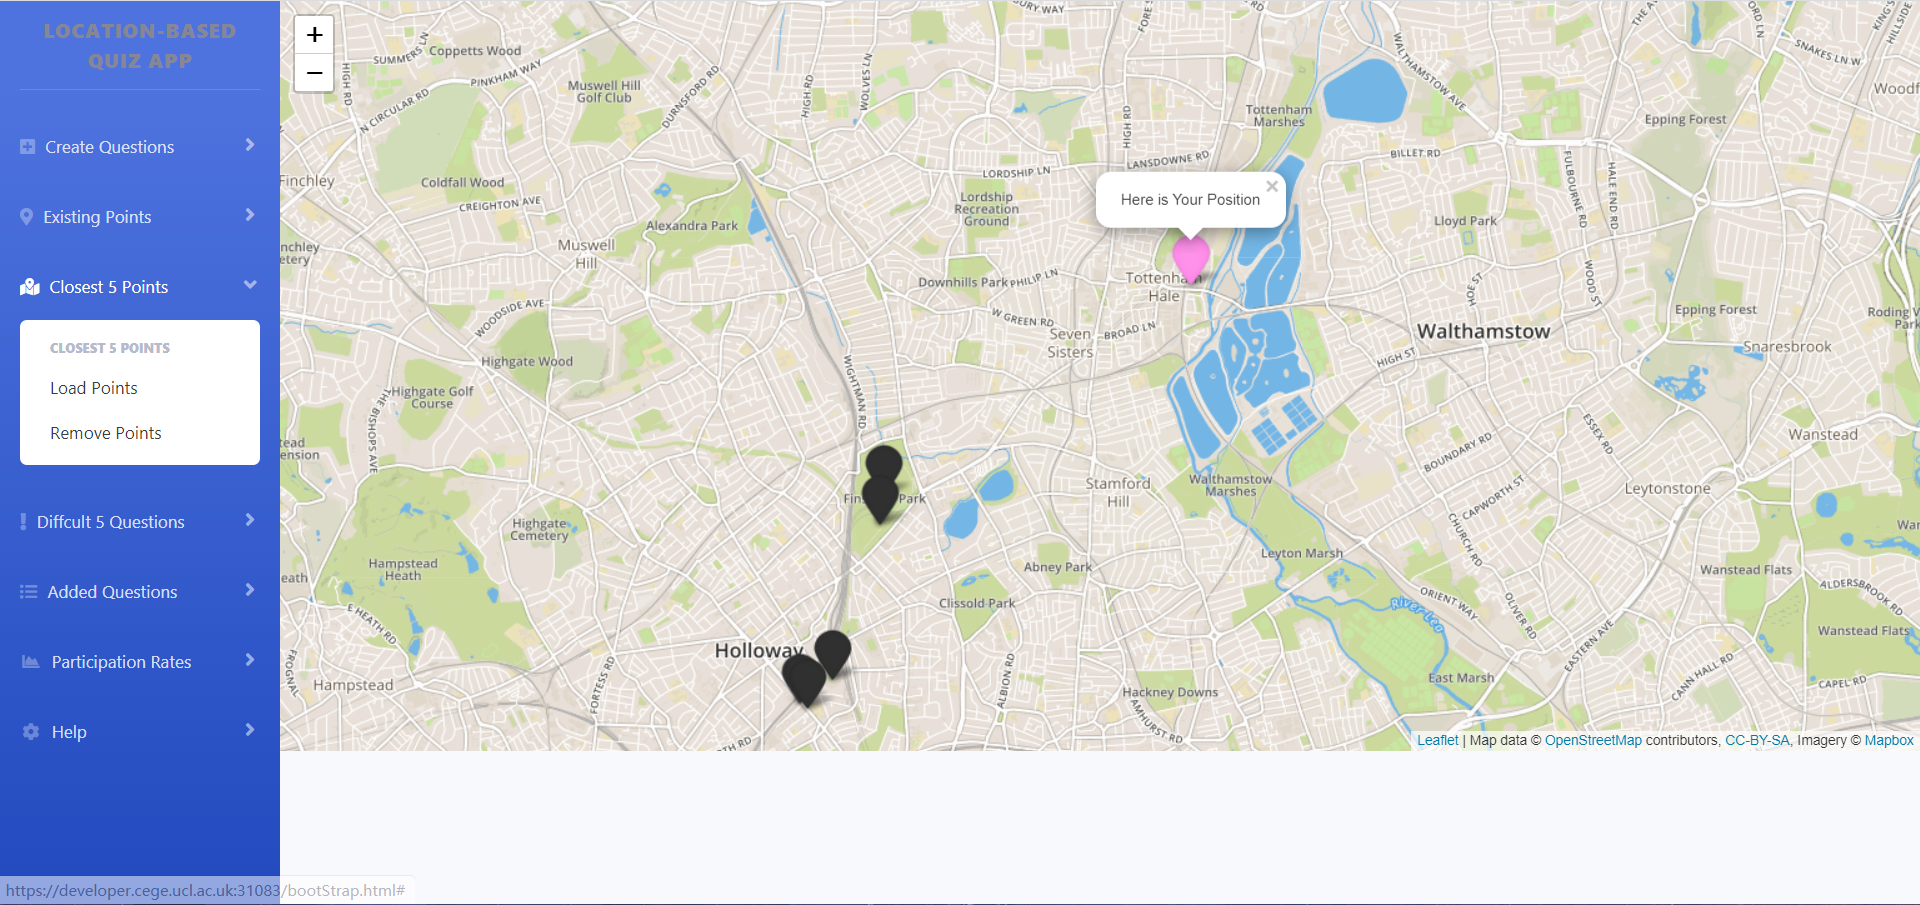 LOCATION-BASED
QUIZ APP
Create Questions
Existing Points
Closest 5 Points
CLOSEST 5 POINTS
Load Points
Remove Points
Diffcult 5 Questions
Added Questions
Participation Rates
Help
https://developer.cege.ucl.ac.uk:31083/bootStrap.html#
+
−
SUMMERS LN
Coppetts Wood
PINKHAM WAY
HIGH RD
N CIRCULAR RD
Muswell Hill
Golf Club
DURNSFORD RD
HIGH RD
WOLVES LN
BURY WAY
HIGH RD
FORE ST
Tottenham
Marshes
WALTHAMSTOW AVE
SNAKES LN W
KING'S
HILLSIDE
Woodf
Epping Forest
BILLET RD
FULBOURNE RD
HALE END RD
LANSDOWNE RD
LORDSHIP LN
Finchley
Coldfall Wood
CREIGHTON AVE
Alexandra Park
Lordship
Recreation
Ground
Here is Your Position
×
Lloyd Park
nchley
etery
Muswell
Hill
Downhills Park
PHILIP LN
Tottenham
Hale
HOE ST
WOOD ST
WOODSIDE AVE
W GREEN RD
Seven
Sisters
BROAD LN
Walthamstow
Epping Forest
Roding V
Park
Snaresbrook
HIGH ST
Highgate Wood
WIGHTMAN RD
Highgate Golf
Course
THE BISHOPS AVE
tead
ension
ESSEX RD
Wanstead
BOUNDARY RD
Walthamstow
Marshes
Stamford
Hill
Fin
Park
CAPWORTH ST
Leytonstone
CHURCH RD
Highgate
Cemetery
War
sta
Leyton Marsh
Hampstead
Heath
eath
Abney Park
Wanstead Flats
ALDERSBROOK RD
E HEATH RD
Clissold Park
River Lea
ORIENT WAY
OLIVER RD
EASTERN AVE
Wanstead Flats
Holloway
FROGNAL
Hampstead
FORTESS RD
ALBION RD
Hackney Downs
AMHURST RD
East Marsh
CANN HALL RD
CAPEL RD
TH RD
Leaflet | Map data © OpenStreetMap contributors, CC-BY-SA, Imagery © Mapbox